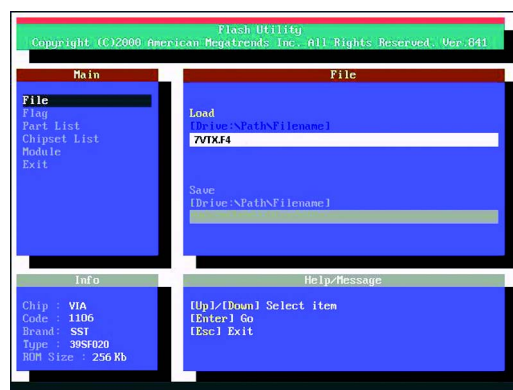 Flash Utility
Copyright (C)2000 American Megatrends Inc. All Rights Reserved. Ver.841
Main
File
Flag
Part List
Chipset List
Module
Exit
File
Load
[Drive:\Path\Filename]
7VTX.F4
Save
[Drive:\Path\Filename]
Info
Chip : VIA
Code : 1106
Brand: SST
Type : 39SF020
ROM Size : 256 Kb
Help/Message
[Up]/[Down] Select item
[Enter] Go
[Esc] Exit